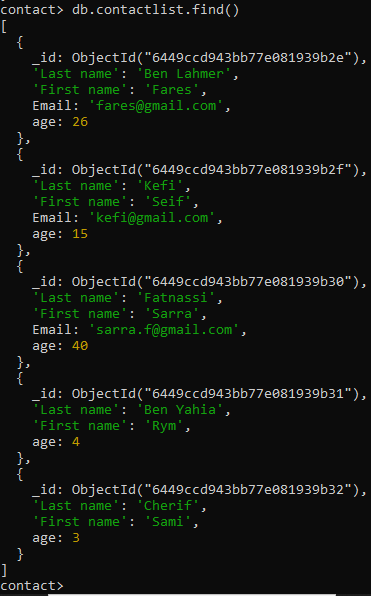 contact> db.contactlist.find()
[
  {
    _id: ObjectId("6449ccd943bb77e081939b2e"),
    'Last name': 'Ben Lahmer',
    'First name': 'Fares',
    Email: 'fares@gmail.com',
    age: 26
  },
  {
    _id: ObjectId("6449ccd943bb77e081939b2f"),
    'Last name': 'Kefi',
    'First name': 'Seif',
    Email: 'kefi@gmail.com',
    age: 15
  },
  {
    _id: ObjectId("6449ccd943bb77e081939b30"),
    'Last name': 'Fatnassi',
    'First name': 'Sarra',
    Email: 'sarra.f@gmail.com',
    age: 40
  },
  {
    _id: ObjectId("6449ccd943bb77e081939b31"),
    'Last name': 'Ben Yahia',
    'First name': 'Rym',
    age: 4
  },
  {
    _id: ObjectId("6449ccd943bb77e081939b32"),
    'Last name': 'Cherif',
    'First name': 'Sami',
    age: 3
  }
]
contact>